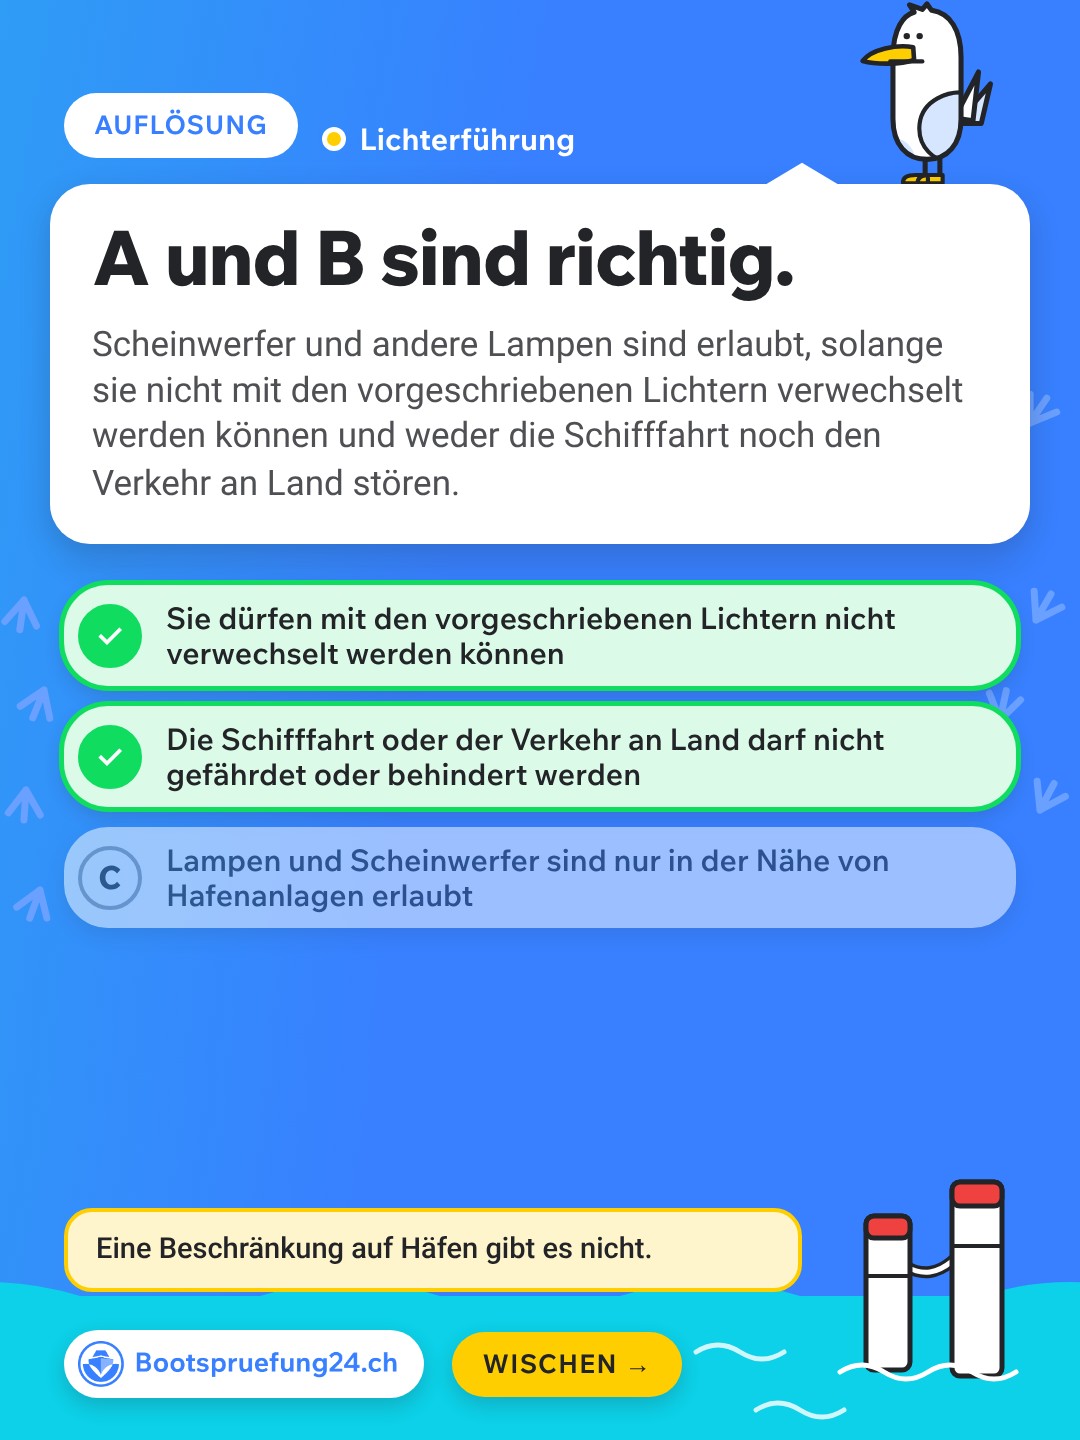 AUFLÖSUNG
Lichterführung
A und B sind richtig.
Scheinwerfer und andere Lampen sind erlaubt, solange
sie nicht mit den vorgeschriebenen Lichtern verwechselt
werden können und weder die Schifffahrt noch den
Verkehr an Land stören.
Sie dürfen mit den vorgeschriebenen Lichtern nicht
verwechselt werden können
Die Schifffahrt oder der Verkehr an Land darf nicht
gefährdet oder behindert werden
C
Lampen und Scheinwerfer sind nur in der Nähe von
Hafenanlagen erlaubt
Eine Beschränkung auf Häfen gibt es nicht.
Bootspruefung24.ch
WISCHEN →